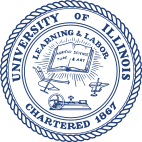 UNIVERSITY OF ILLINOIS
LEARNING & LABOR
CHARTERED 1867